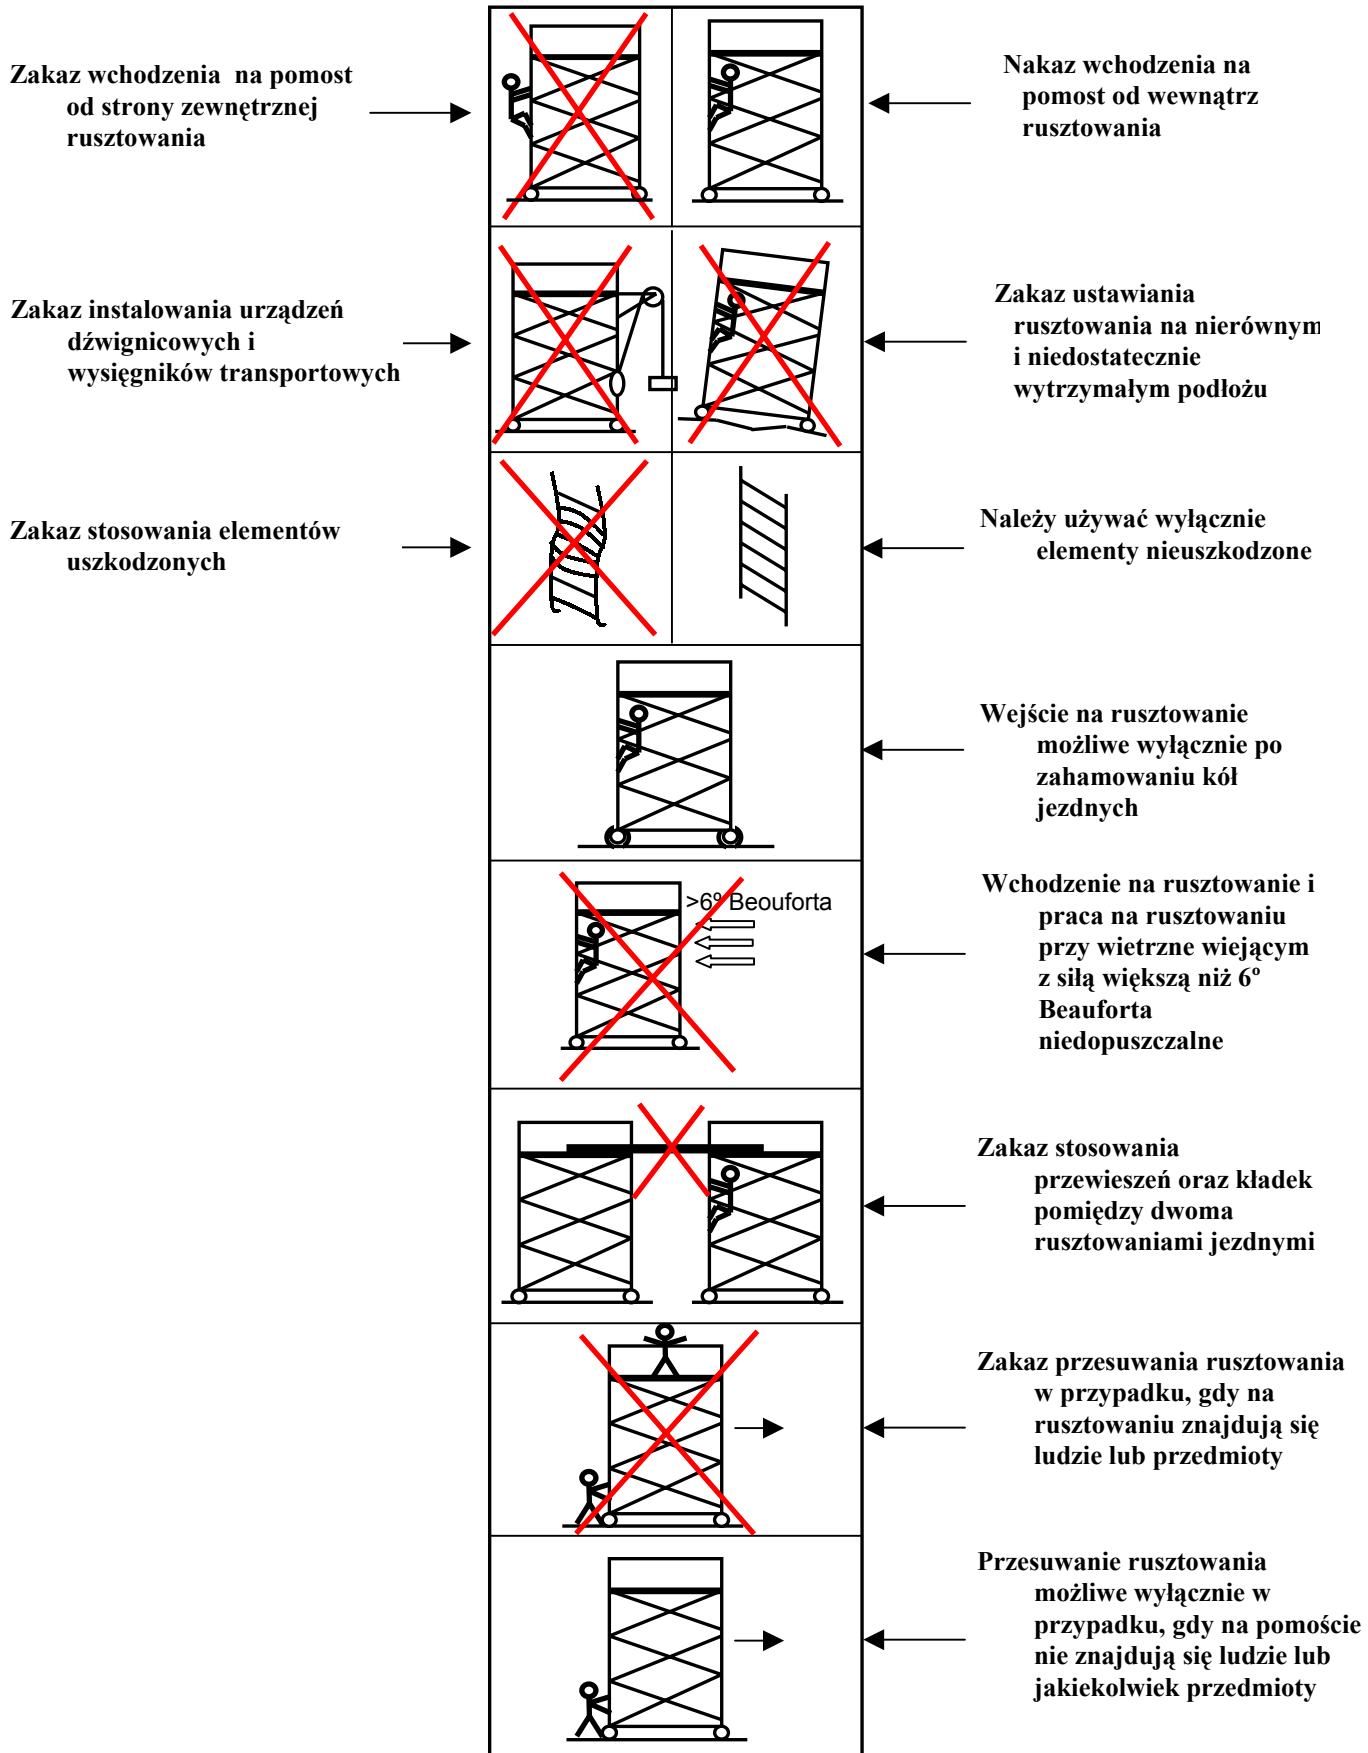 Zakaz wchodzenia na pomost
od strony zewnętrznej
rusztowania
Nakaz wchodzenia na
pomost od wewnątrz
rusztowania
Zakaz instalowania urządzeń
dźwignicowych i
wysięgników transportowych
Zakaz ustawiania
rusztowania na nierównym
i niedostatecznie
wytrzymałym podłożu
Zakaz stosowania elementów
uszkodzonych
Należy używać wyłącznie
elementy nieuszkodzone
Wejście na rusztowanie
możliwe wyłącznie po
zahamowaniu kół
jezdnych
>6º Beouforta
Wchodzenie na rusztowanie i
praca na rusztowaniu
przy wietrzne wiejącym
z siłą większą niż 6º
Beauforta
niedopuszczalne
Zakaz stosowania
przewieszeń oraz kładek
pomiędzy dwoma
rusztowaniami jezdnymi
Zakaz przesuwania rusztowania
w przypadku, gdy na
rusztowaniu znajdują się
ludzie lub przedmioty
Przesuwanie rusztowania
możliwe wyłącznie w
przypadku, gdy na pomoście
nie znajdują się ludzie lub
jakiekolwiek przedmioty